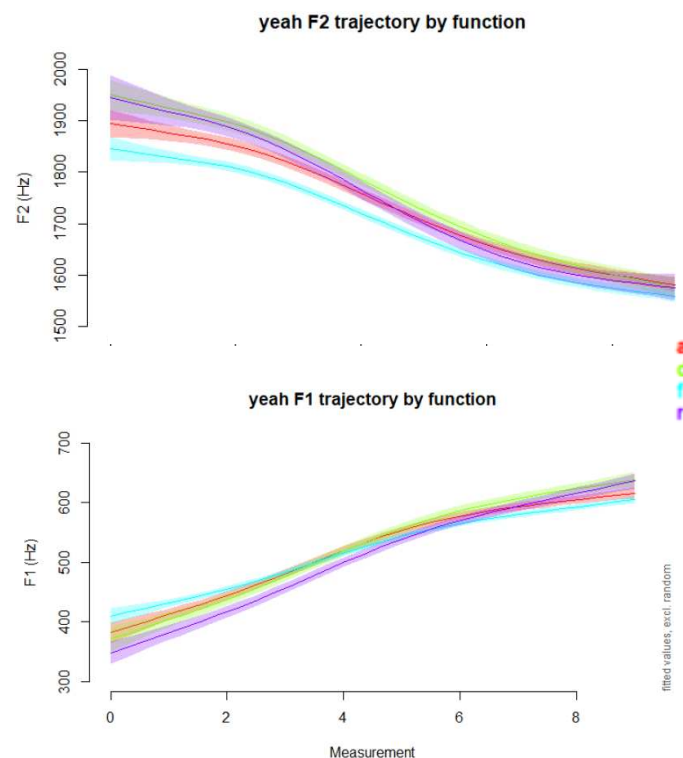 yeah F2 trajectory by function
2000
1900
1800
1700
1600
1500
F2 (Hz)
yeah F1 trajectory by function
700
600
500
400
300
F1 (Hz)
0 2 4 6 8
Measurement
fitted values, excl. random